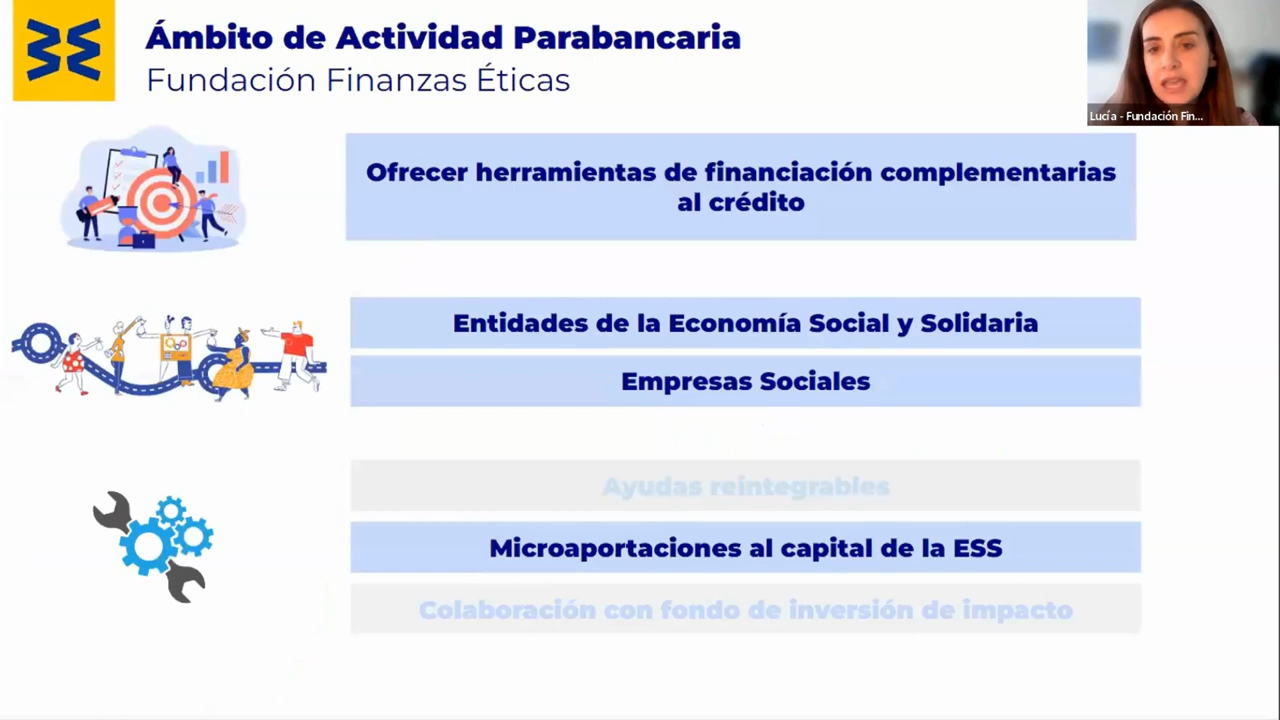 Ámbito de Actividad Parabancaria
Fundación Finanzas Éticas
Lucía - Fundación Fin...
Ofrecer herramientas de financiación complementarias
al crédito
Entidades de la Economía Social y Solidaria
Empresas Sociales
Ayudas reintegrables
Microaportaciones al capital de la ESS
Colaboración con fondo de inversión de impacto